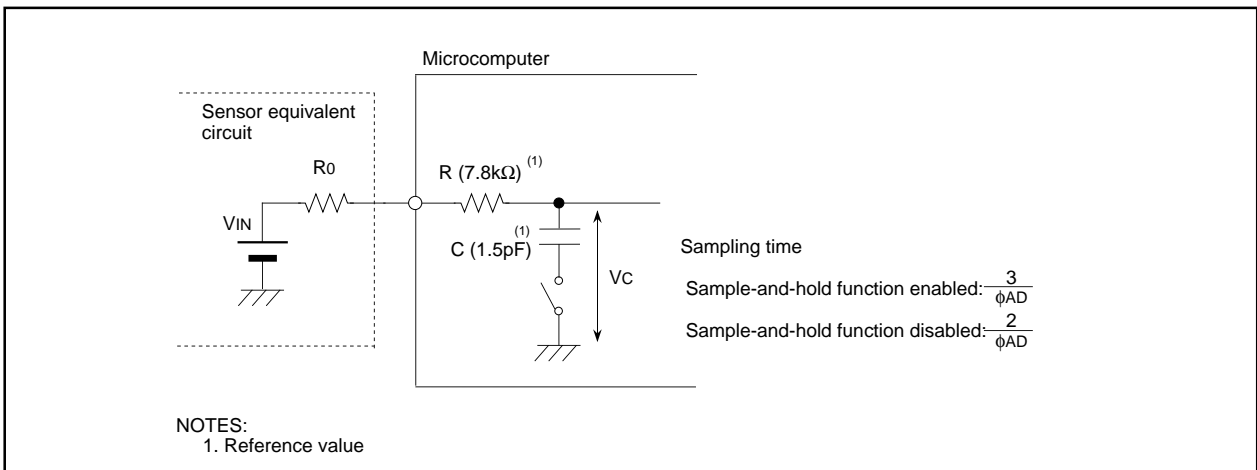 Microcomputer
Sensor equivalent
circuit
R0
R (7.8kΩ) (1)
VIN
C (1.5pF) (1)
VC
Sampling time
Sample-and-hold function enabled: 3/ϕAD
Sample-and-hold function disabled: 2/ϕAD
NOTES:
1. Reference value